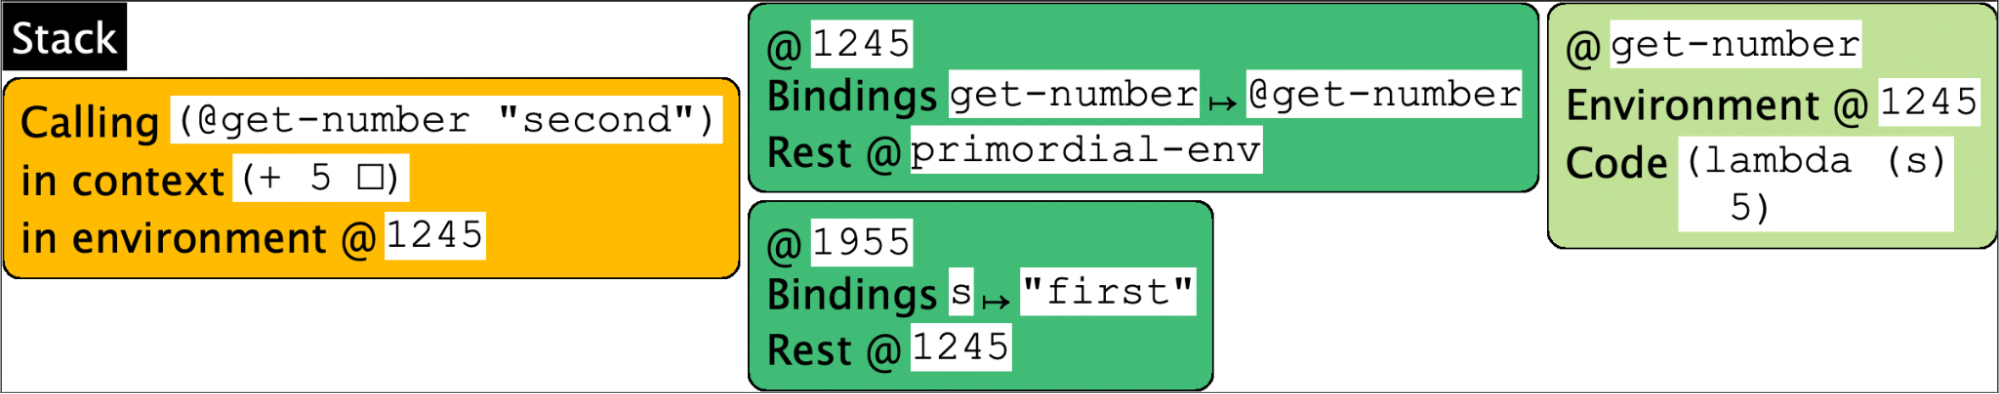 Stack
Calling (@get-number "second")
in context (+ 5 □)
in environment @ 1245
@ 1245
Bindings get-number ↦ @get-number
Rest @ primordial-env
@ 1955
Bindings s ↦ "first"
Rest @ 1245
@ get-number
Environment @ 1245
Code (lambda (s)
5)